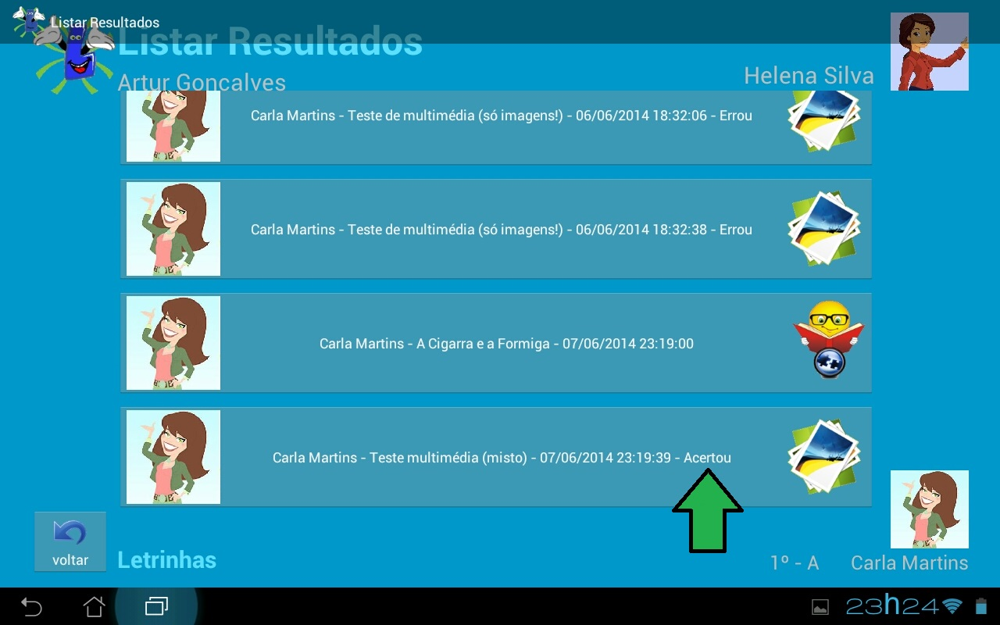 Listar Resultados
Listar Resultados
Artur Goncalves
Helena Silva
Carla Martins - Teste de multimédia (só imagens!) - 06/06/2014 18:32:06 - Errou
Carla Martins - Teste de multimédia (só imagens!) - 06/06/2014 18:32:38 - Errou
Carla Martins - A Cigarra e a Formiga - 07/06/2014 23:19:00
Carla Martins - Teste multimédia (misto) - 07/06/2014 23:19:39 - Acertou
voltar
Letrinhas
1º - A
Carla Martins
23h24